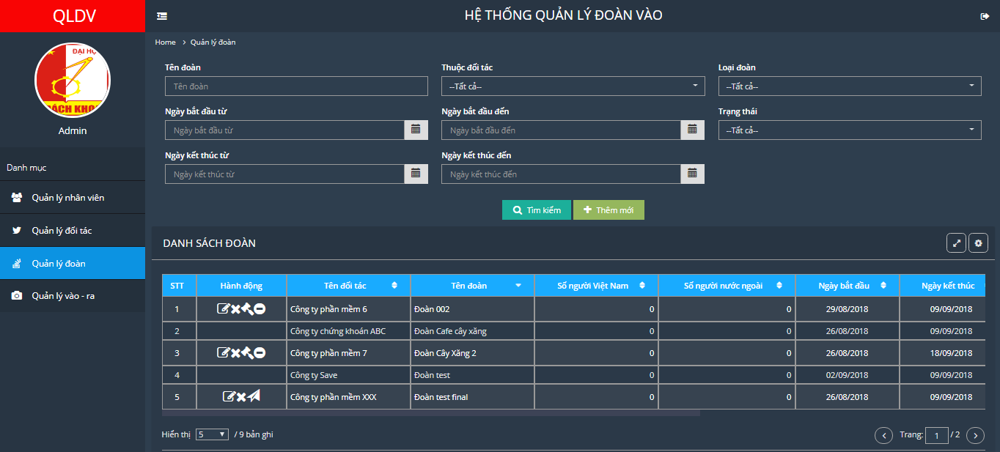 QLDV
HỆ THỐNG QUẢN LÝ ĐOÀN VÀO
ĐẠI HỌ
BÁCH KHO
Admin
Danh mục
Quản lý nhân viên
Quản lý đối tác
Quản lý đoàn
Quản lý vào - ra
Home > Quản lý đoàn
Tên đoàn Thuộc đối tác Loại đoàn
Tên đoàn --Tất cả-- --Tất cả--
Ngày bắt đầu từ Ngày bắt đầu đến Trạng thái
Ngày bắt đầu từ Ngày bắt đầu đến --Tất cả--
Ngày kết thúc từ Ngày kết thúc đến
Ngày kết thúc từ Ngày kết thúc đến
Tìm kiếm Thêm mới
DANH SÁCH ĐOÀN
STT Hành động Tên đối tác Tên đoàn Số người Việt Nam Số người nước ngoài Ngày bắt đầu Ngày kết thúc
1 Công ty phần mềm 6 Đoàn 002 0 0 29/08/2018 09/09/2018
2 Công ty chứng khoán ABC Đoàn Cafe cây xăng 0 0 26/08/2018 09/09/2018
3 Công ty phần mềm 7 Đoàn Cây Xăng 2 0 0 26/08/2018 18/09/2018
4 Công ty Save Đoàn test 0 0 02/09/2018 09/09/2018
5 Công ty phần mềm XXX Đoàn test final 0 0 26/08/2018 09/09/2018
Hiển thị 5 / 9 bản ghi Trang: 1 / 2